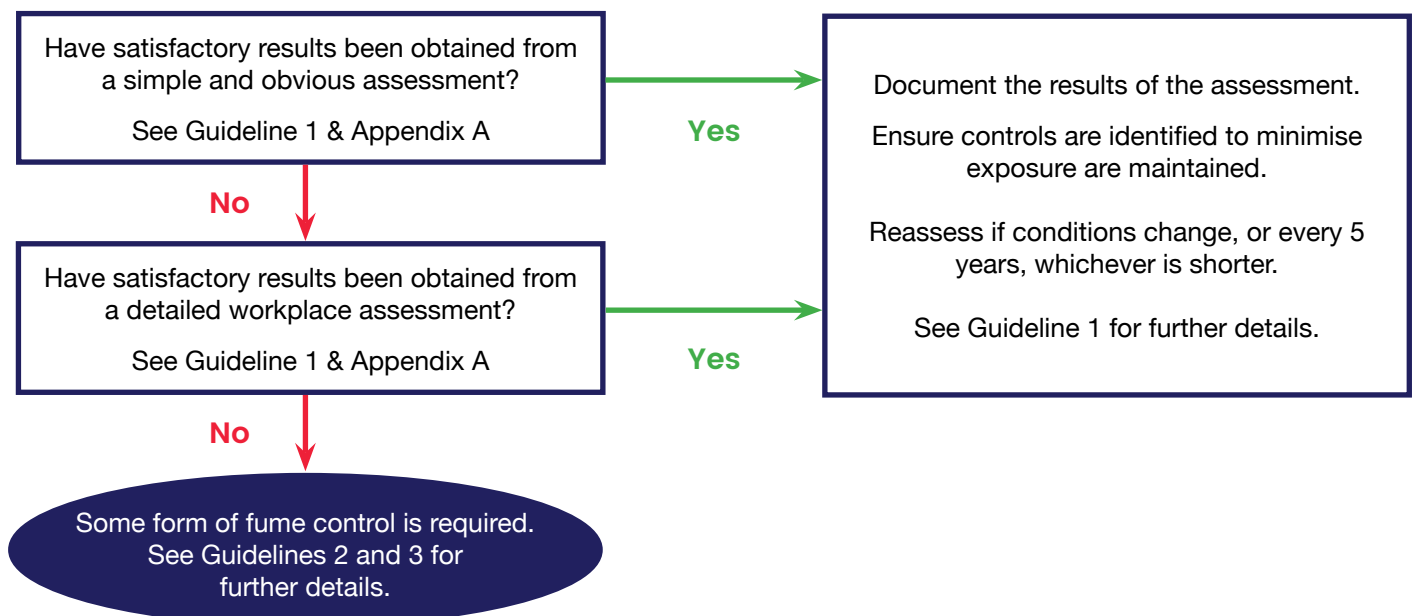 Have satisfactory results been obtained from
a simple and obvious assessment?
See Guideline 1 & Appendix A
Yes
No
Have satisfactory results been obtained from
a detailed workplace assessment?
See Guideline 1 & Appendix A
Yes
No
Some form of fume control is required.
See Guidelines 2 and 3 for
further details.
Document the results of the assessment.
Ensure controls are identified to minimise
exposure are maintained.
Reassess if conditions change, or every 5
years, whichever is shorter.
See Guideline 1 for further details.